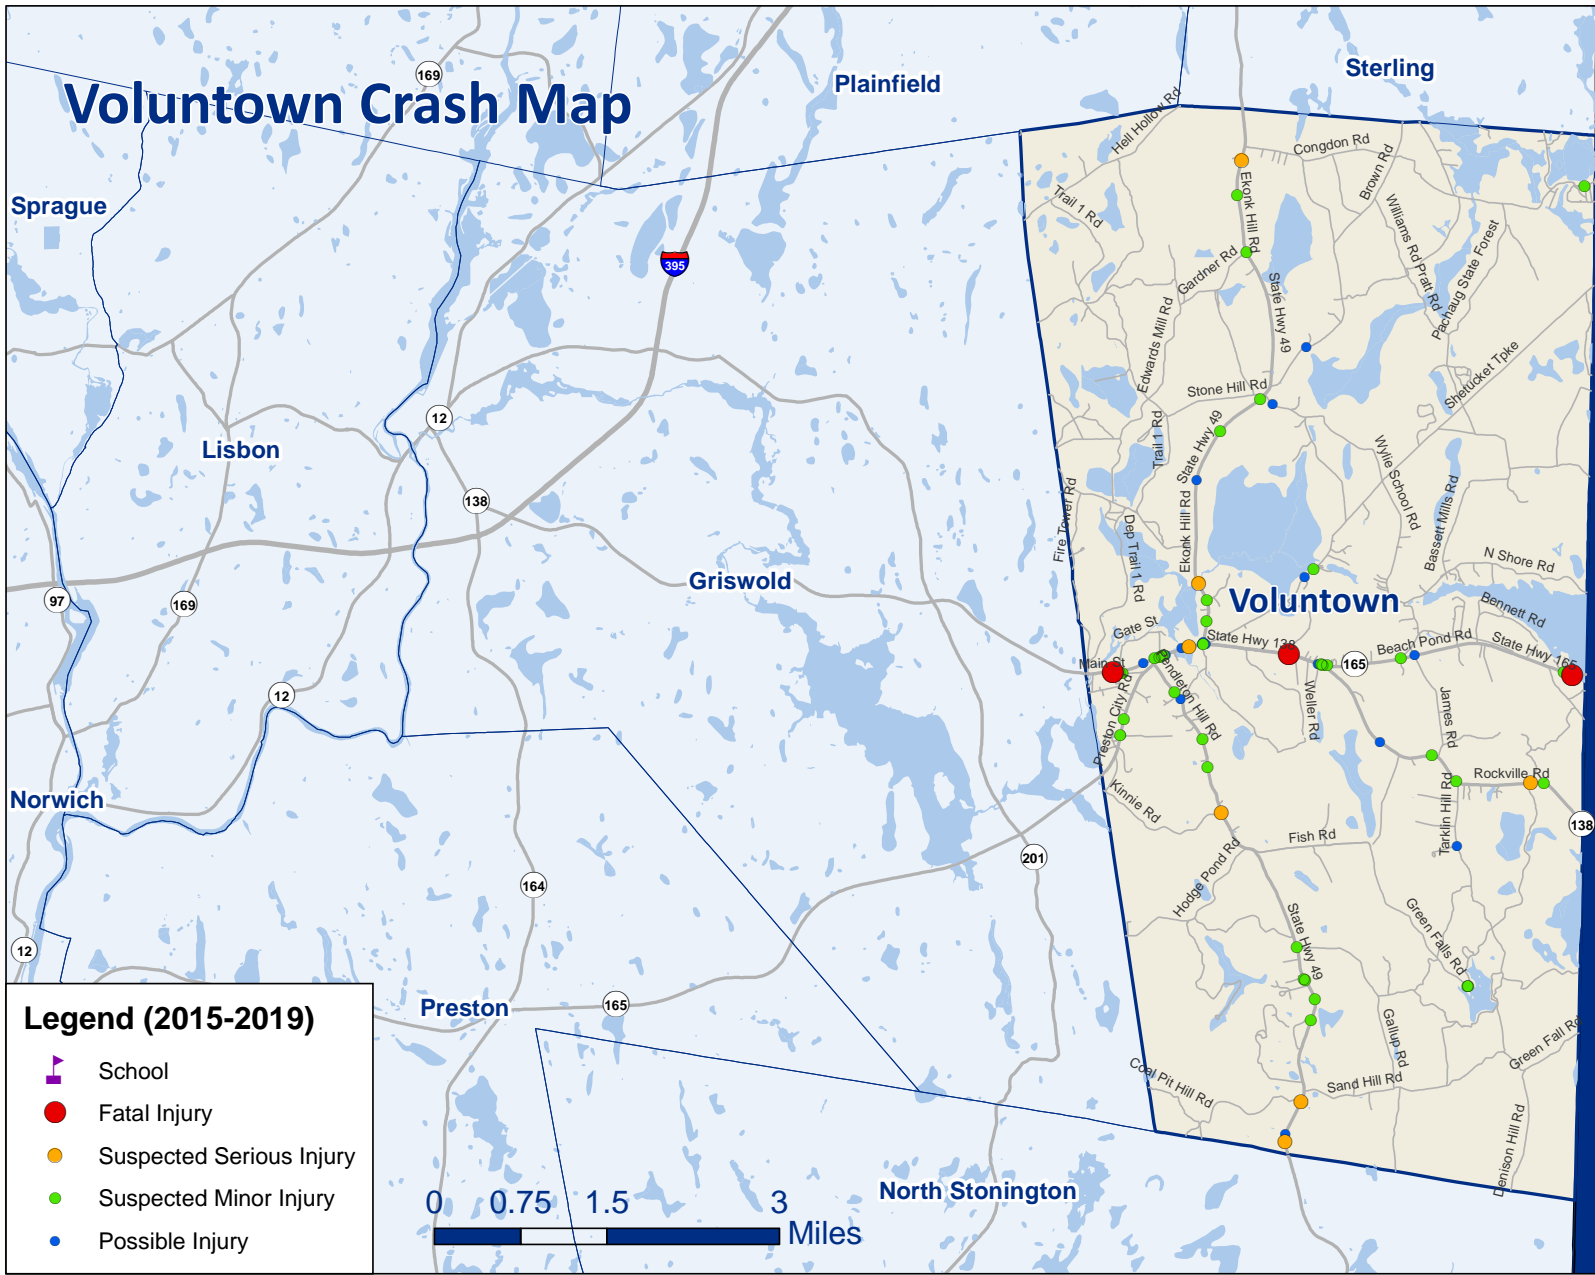 Voluntown Crash Map
169
Plainfield
Sterling
Hell Hollow Rd
Congdon Rd
Brown Rd
Sprague
Trail 1 Rd
Ekonk Hill Rd
Williams Rd
Pratt Rd
Pachaug State Forest
395
Gardner Rd
State Hwy 49
Edwards Mill Rd
Shetucket Tpke
Stone Hill Rd
12
Lisbon
Trail 1 Rd
State Hwy 49
Wylie School Rd
138
Fire Tower Rd
Dep Trail 1 Rd
Ekonk Hill Rd
Bassett Mills Rd
N Shore Rd
Griswold
97
169
Voluntown
Bennett Rd
Gate St
State Hwy 138
Beach Pond Rd
State Hwy 165
Main St
165
12
Pendleton Hill Rd
Preston City Rd
Weller Rd
James Rd
Norwich
Kinnie Rd
Rockville Rd
Tarklin Hill Rd
138
Fish Rd
201
164
Hodge Pond Rd
12
State Hwy 49
Green Falls Rd
Preston
165
Gallup Rd
Green Fall Rd
Coal Pit Hill Rd
Sand Hill Rd
Denison Hill Rd
North Stonington
Legend (2015-2019)
School
Fatal Injury
Suspected Serious Injury
Suspected Minor Injury
Possible Injury
0 0.75 1.5 3
Miles